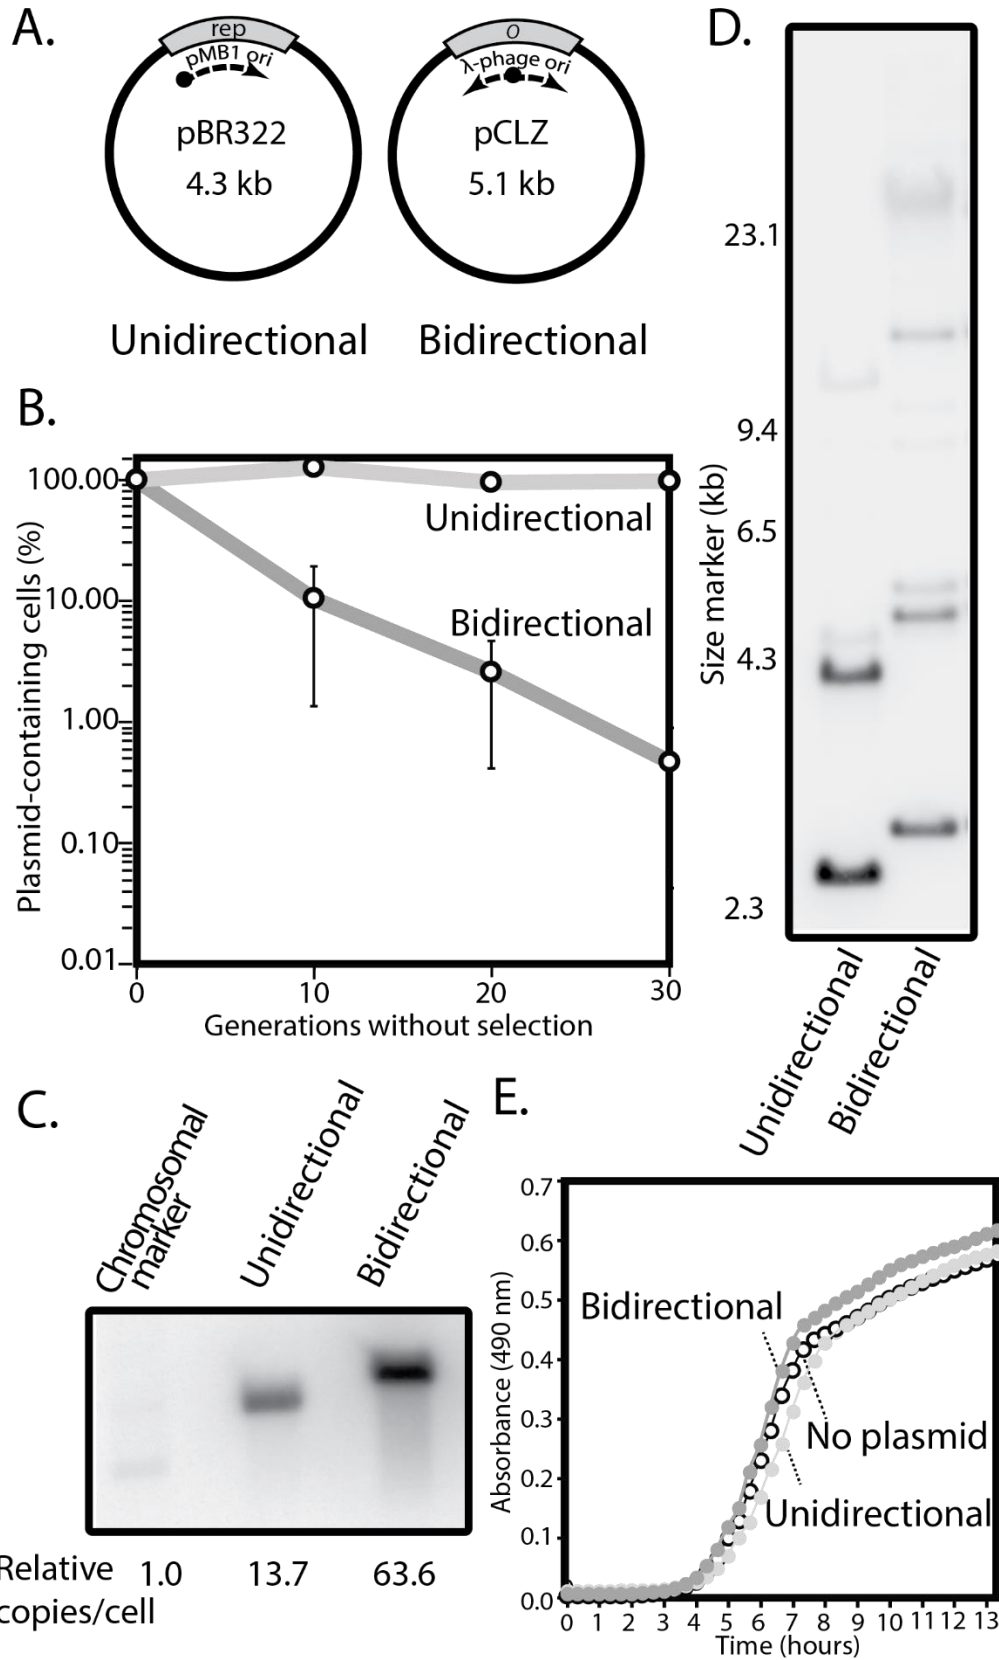 A.
rep
pMB1 ori
pBR322
4.3 kb
Unidirectional
O
λ-phage ori
pCLZ
5.1 kb
Bidirectional
B.
Plasmid-containing cells (%)
100.00
10.00
1.00
0.10
0.01
Unidirectional
Bidirectional
0 10 20 30
Generations without selection
C.
Chromosomal
marker
Unidirectional
Bidirectional
Relative
copies/cell
1.0 13.7 63.6
D.
Size marker (kb)
23.1
9.4
6.5
4.3
2.3
Unidirectional
Bidirectional
E.
Absorbance (490 nm)
0.7
0.6
0.5
0.4
0.3
0.2
0.1
0.0
Bidirectional
No plasmid
Unidirectional
0 1 2 3 4 5 6 7 8 9 10 11 12 13
Time (hours)